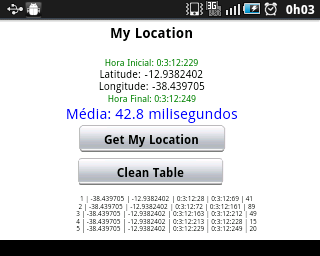 3G
0h03
My Location
Hora Inicial: 0:3:12:229
Latitude: -12.9382402
Longitude: -38.439705
Hora Final: 0:3:12:249
Média: 42.8 milisegundos
Get My Location
Clean Table
1 | -38.439705 | -12.9382402 | 0:3:12:28 | 0:3:12:69 | 41
2 | -38.439705 | -12.9382402 | 0:3:12:72 | 0:3:12:161 | 89
3 | -38.439705 | -12.9382402 | 0:3:12:163 | 0:3:12:212 | 49
4 | -38.439705 | -12.9382402 | 0:3:12:213 | 0:3:12:228 | 15
5 | -38.439705 | -12.9382402 | 0:3:12:229 | 0:3:12:249 | 20